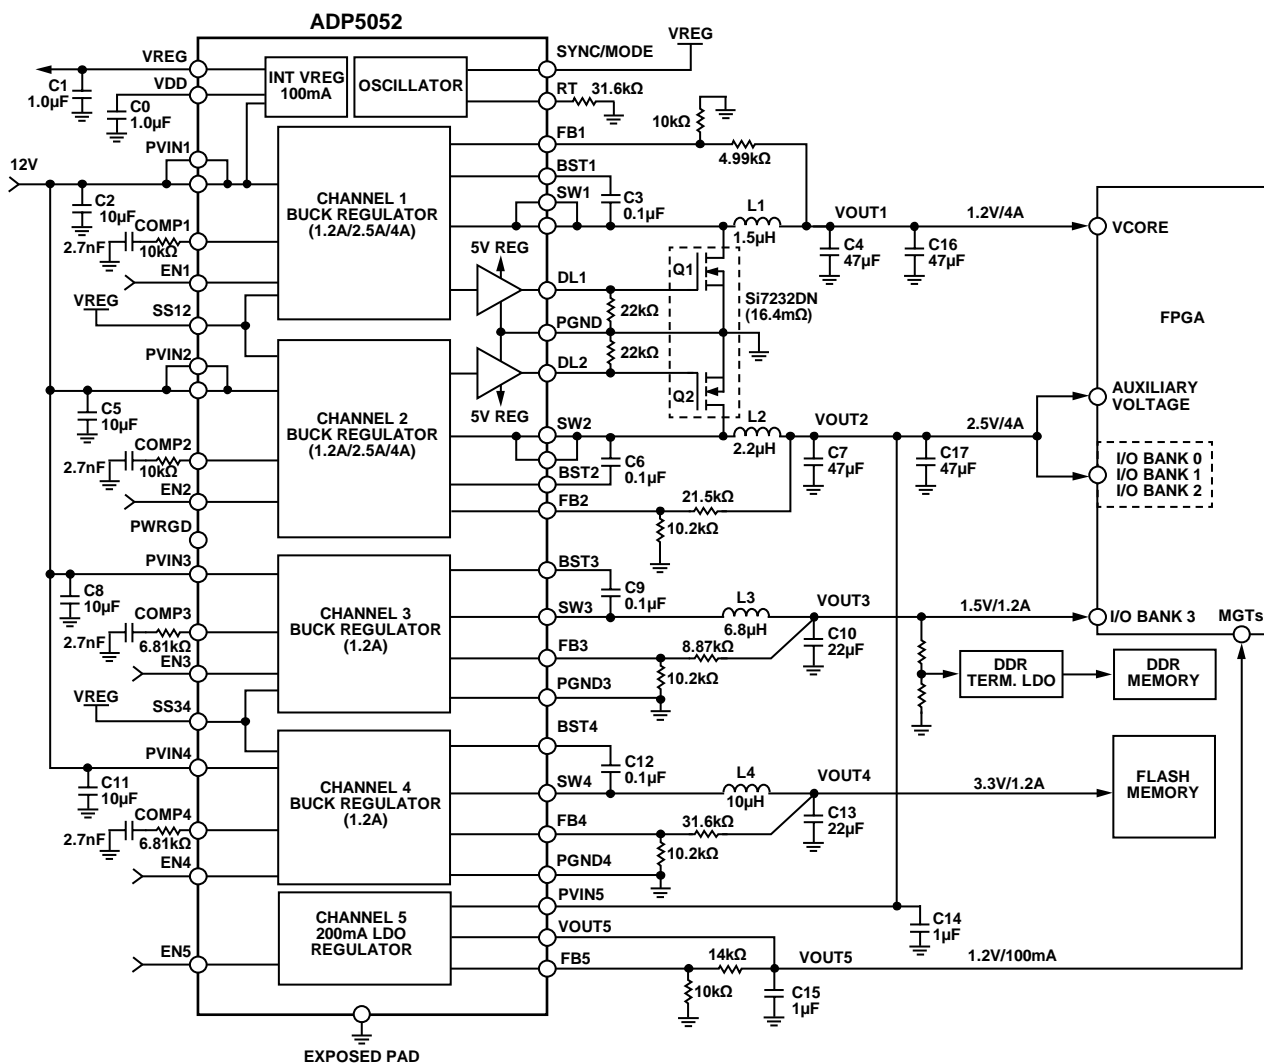 ADP5052
VREG
VDD
C1
1.0µF
C0
1.0µF
INT VREG
100mA
OSCILLATOR
SYNC/MODE
VREG
RT
31.6kΩ
FB1
10kΩ
4.99kΩ
BST1
SW1
C3
0.1µF
PVIN1
12V
C2
10µF
COMP1
2.7nF
10kΩ
EN1
VREG
SS12
CHANNEL 1
BUCK REGULATOR
(1.2A/2.5A/4A)
L1
1.5µH
VOUT1
1.2V/4A
C4
47µF
C16
47µF
VCORE
FPGA
5V REG
DL1
Q1
22kΩ
Si7232DN
(16.4mΩ)
PGND
22kΩ
DL2
Q2
5V REG
PVIN2
C5
10µF
COMP2
2.7nF
10kΩ
EN2
PWRGD
CHANNEL 2
BUCK REGULATOR
(1.2A/2.5A/4A)
SW2
BST2
C6
0.1µF
FB2
L2
2.2µH
VOUT2
2.5V/4A
C7
47µF
C17
47µF
21.5kΩ
10.2kΩ
AUXILIARY
VOLTAGE
I/O BANK 0
I/O BANK 1
I/O BANK 2
PVIN3
C8
10µF
COMP3
2.7nF
6.81kΩ
EN3
VREG
SS34
CHANNEL 3
BUCK REGULATOR
(1.2A)
BST3
C9
0.1µF
SW3
FB3
PGND3
L3
6.8µH
VOUT3
1.5V/1.2A
8.87kΩ
10.2kΩ
C10
22µF
I/O BANK 3
MGTs
DDR
TERM. LDO
DDR
MEMORY
PVIN4
C11
10µF
COMP4
2.7nF
6.81kΩ
EN4
CHANNEL 4
BUCK REGULATOR
(1.2A)
BST4
C12
0.1µF
SW4
FB4
PGND4
L4
10µH
VOUT4
3.3V/1.2A
31.6kΩ
10.2kΩ
C13
22µF
FLASH
MEMORY
CHANNEL 5
200mA LDO
REGULATOR
EN5
PVIN5
VOUT5
FB5
C14
1µF
14kΩ
10kΩ
VOUT5
1.2V/100mA
C15
1µF
EXPOSED PAD